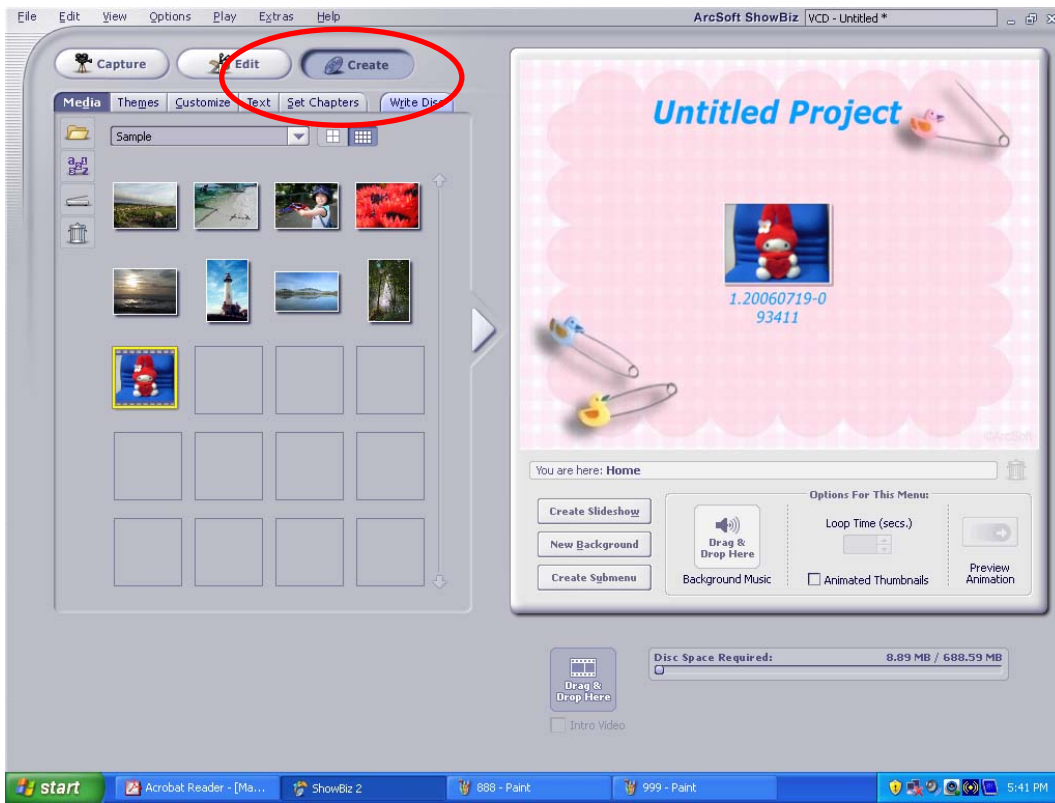 File Edit View Options Play Extras Help ArcSoft ShowBiz VCD - Untitled *
Capture Edit Create
Media Themes Customize Text Set Chapters Write Disc
Sample
Untitled Project
1.20060719-0
93411
©ArcSoft
You are here: Home
Create Slideshow
New Background
Create Submenu
Drag &
Drop Here
Background Music
Options For This Menu:
Loop Time (secs.)
Animated Thumbnails
Preview
Animation
Drag &
Drop Here
Intro Video
Disc Space Required: 8.89 MB / 688.59 MB
start Acrobat Reader - [Ma... ShowBiz 2 888 - Paint 999 - Paint 5:41 PM